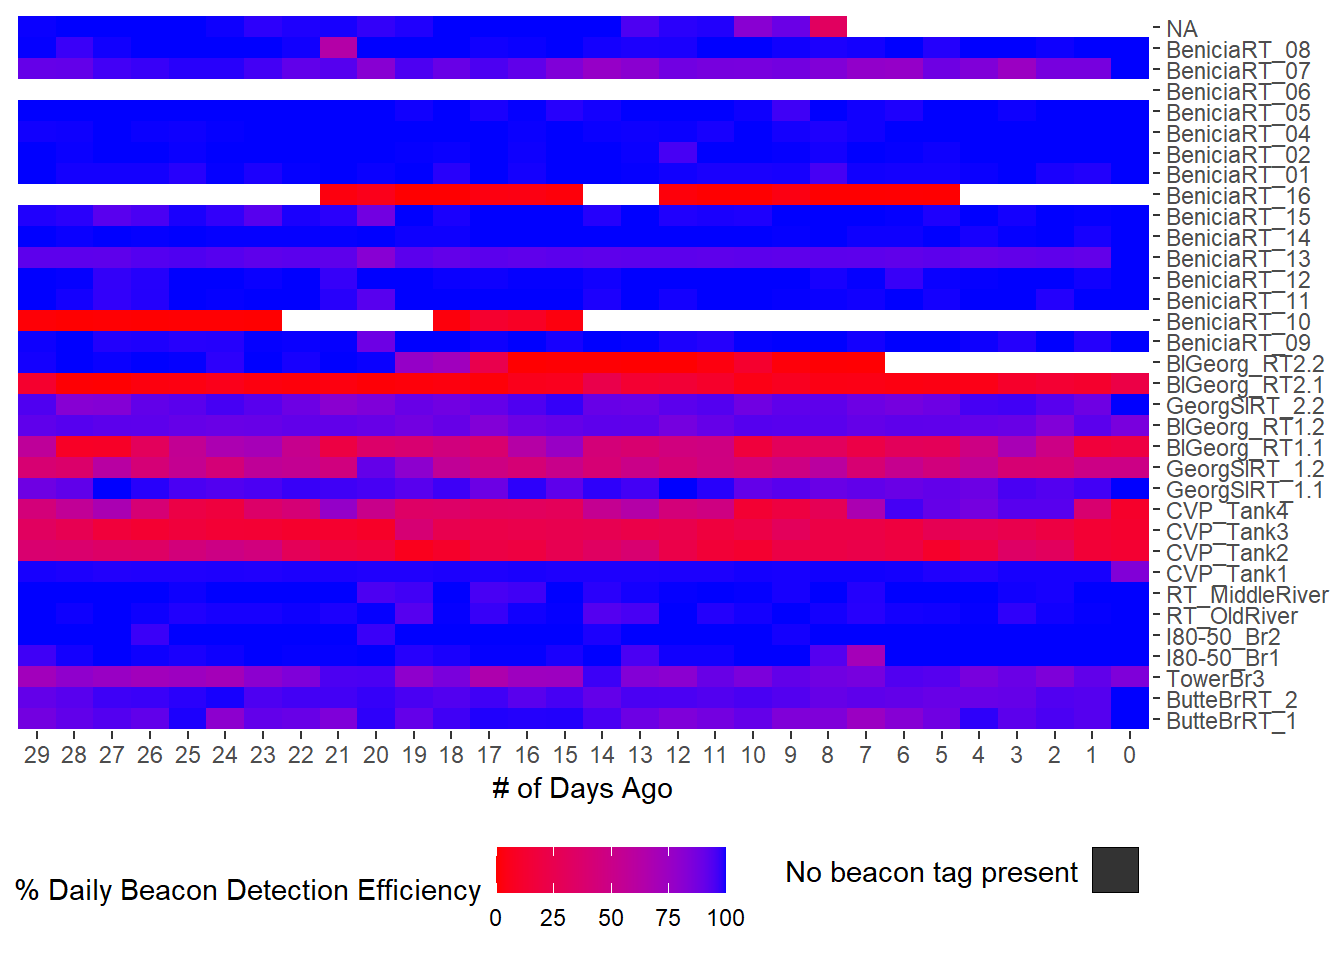 NA
BeniciaRT_08
BeniciaRT_07
BeniciaRT_06
BeniciaRT_05
BeniciaRT_04
BeniciaRT_02
BeniciaRT_01
BeniciaRT_16
BeniciaRT_15
BeniciaRT_14
BeniciaRT_13
BeniciaRT_12
BeniciaRT_11
BeniciaRT_10
BeniciaRT_09
BlGeorg_RT2.2
BlGeorg_RT2.1
GeorgSlRT_2.2
BlGeorg_RT1.2
BlGeorg_RT1.1
GeorgSlRT_1.2
GeorgSlRT_1.1
CVP_Tank4
CVP_Tank3
CVP_Tank2
CVP_Tank1
RT_MiddleRiver
RT_OldRiver
I80-50_Br2
I80-50_Br1
TowerBr3
ButteBrRT_2
ButteBrRT_1
29 28 27 26 25 24 23 22 21 20 19 18 17 16 15 14 13 12 11 10 9 8 7 6 5 4 3 2 1 0
# of Days Ago
% Daily Beacon Detection Efficiency
0 25 50 75 100
No beacon tag present